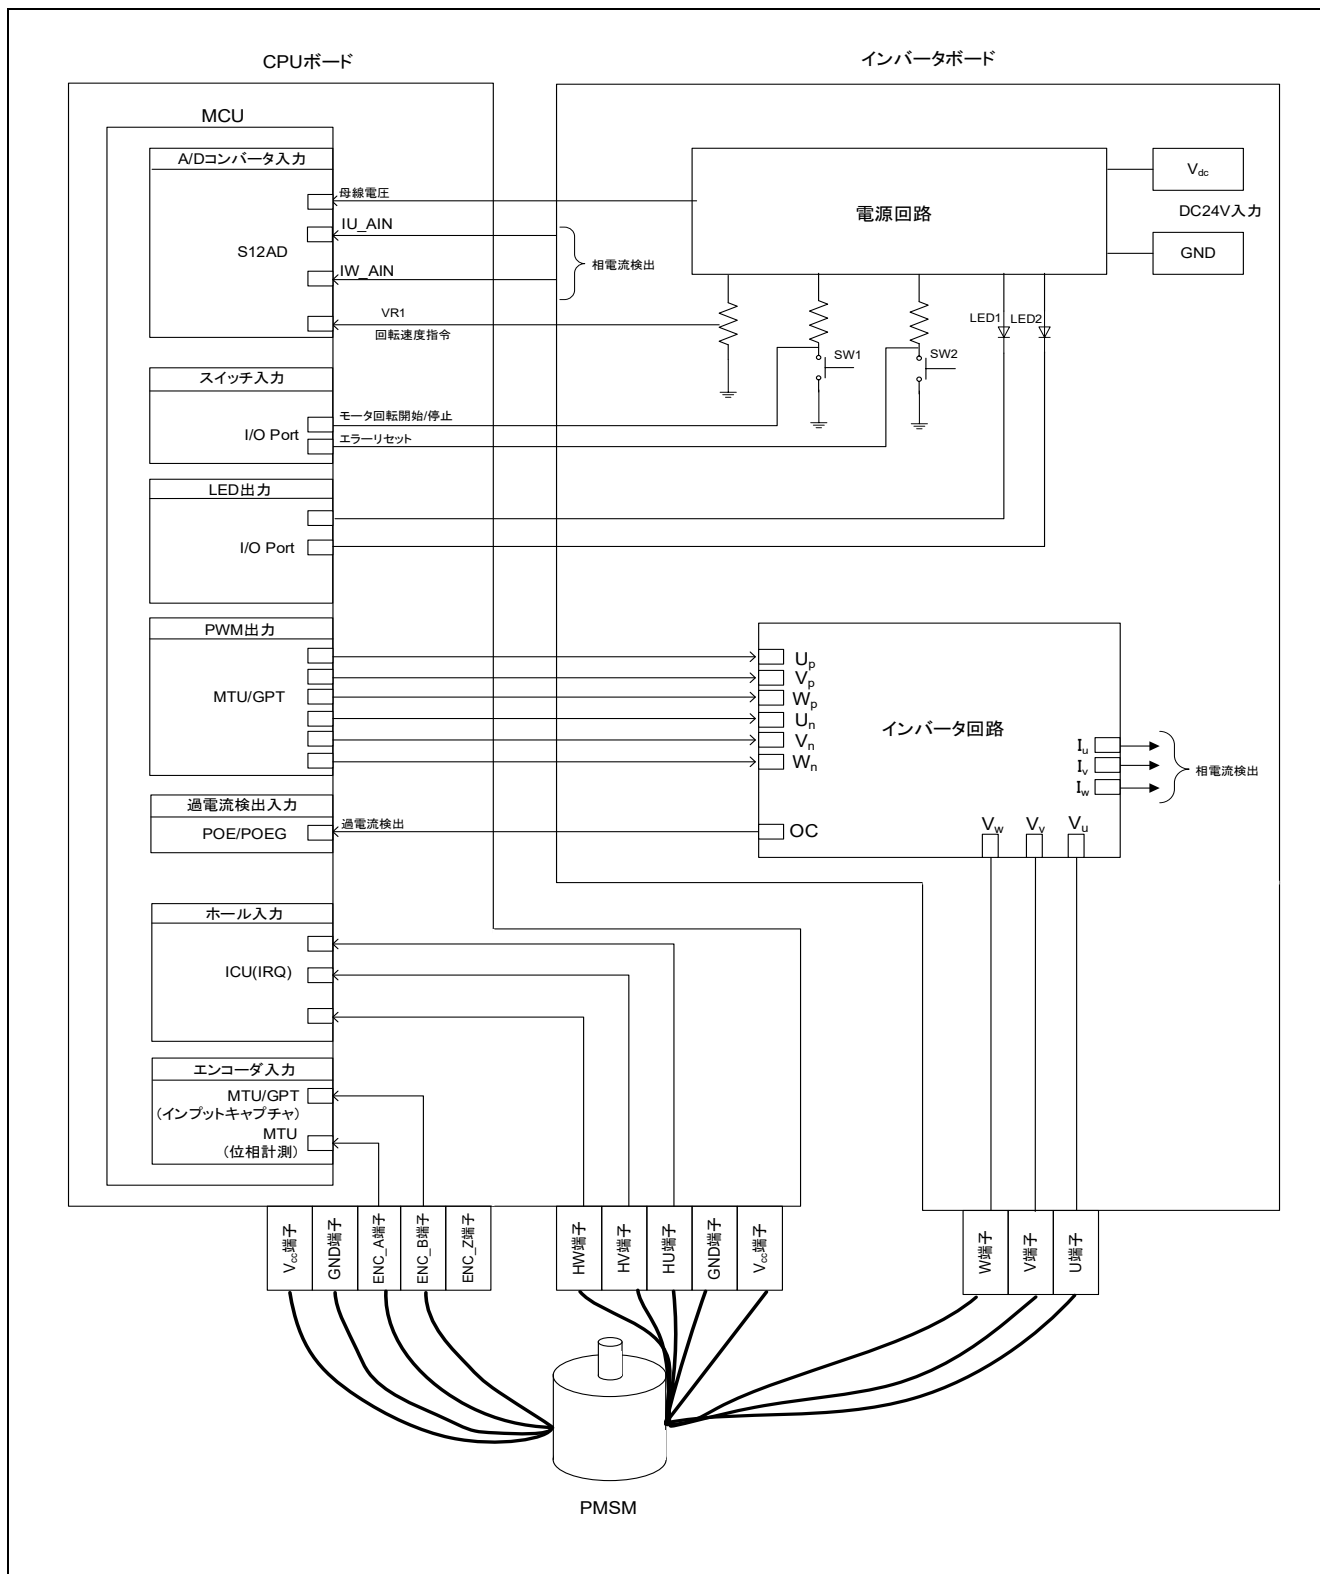 CPUボード
インバータボード
MCU
A/Dコンバータ入力
S12AD
母線電圧
IU_AIN
IW_AIN
相電流検出
VR1
回転速度指令
電源回路
Vdc
DC24V入力
GND
LED1
LED2
SW1
SW2
スイッチ入力
I/O Port
モータ回転開始/停止
エラーリセット
LED出力
I/O Port
PWM出力
MTU/GPT
Up
Vp
Wp
Un
Vn
Wn
インバータ回路
Iu
Iv
Iw
相電流検出
過電流検出入力
POE/POEG
過電流検出
OC
Vw
Vv
Vu
ホール入力
ICU(IRQ)
エンコーダ入力
MTU/GPT
(インプットキャプチャ)
MTU
(位相計測)
Vcc端子
GND端子
ENC_A端子
ENC_B端子
ENC_Z端子
HW端子
HV端子
HU端子
GND端子
Vcc端子
W端子
V端子
U端子
PMSM